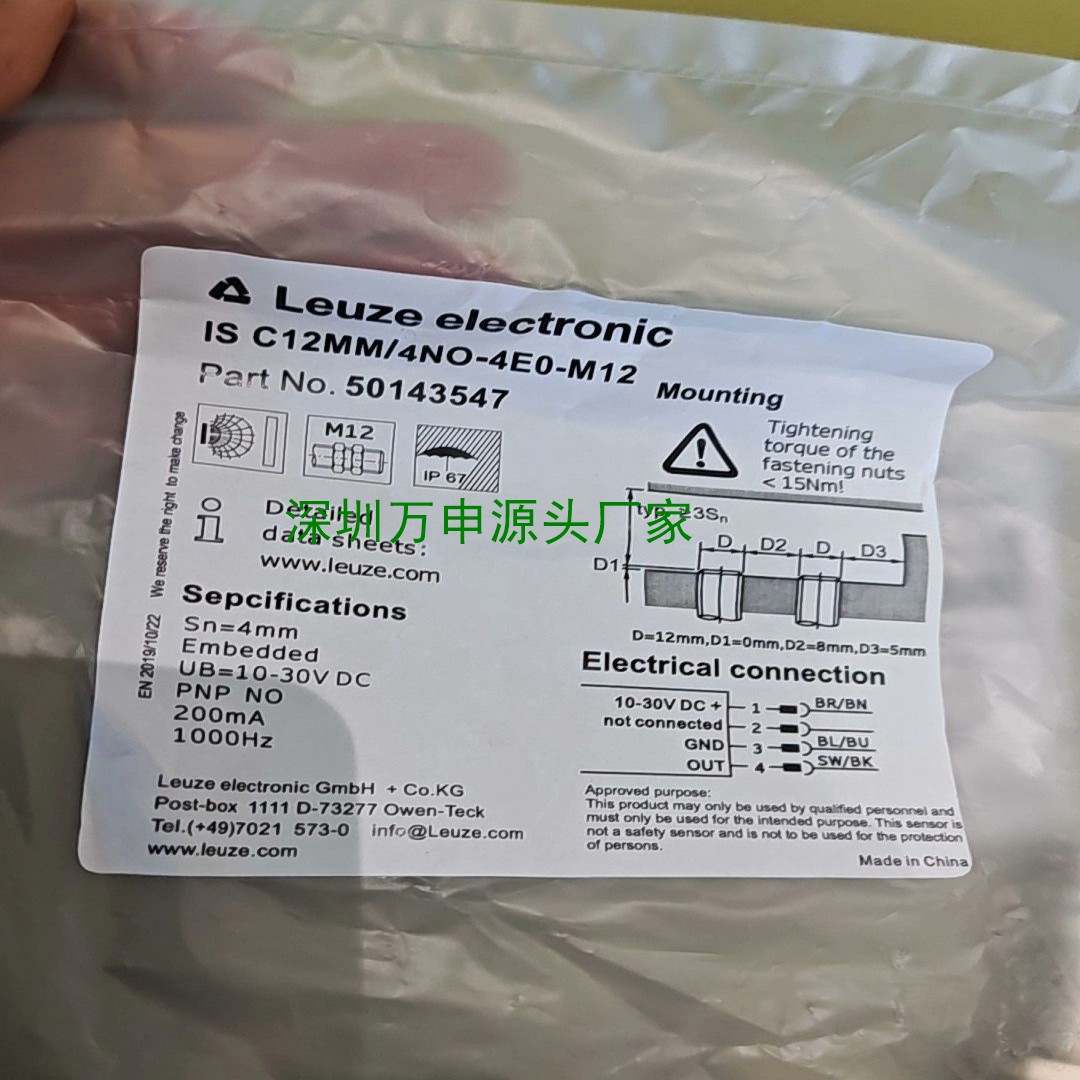 Leuze electronic
IS C12MM/4NO-4E0-M12
Part No. 50143547
M12
IP 67
We reserve the right to make change
EN 2019/10/22
Detailed
data sheets:
www.leuze.com
深圳万申源头厂家
Sepcifications
Sn=4mm
Embedded
UB=10-30V DC
PNP NO
200mA
1000Hz
Leuze electronic GmbH + Co.KG
Post-box 1111 D-73277 Owen-Teck
Tel.(+49)7021 573-0 info@Leuze.com
www.leuze.com
Mounting
Tightening
torque of the
fastening nuts
< 15Nm!
typ. ≥3Sn
D D2 D D3
D1
D=12mm,D1=0mm,D2=8mm,D3=5mm
Electrical connection
10-30V DC + 1 BR/BN
not connected 2
GND 3 BL/BU
OUT 4 SW/BK
Approved purpose:
This product may only be used by qualified personnel and
must only be used for the intended purpose. This sensor is
not a safety sensor and is not to be used for the protection
of persons.
Made in China